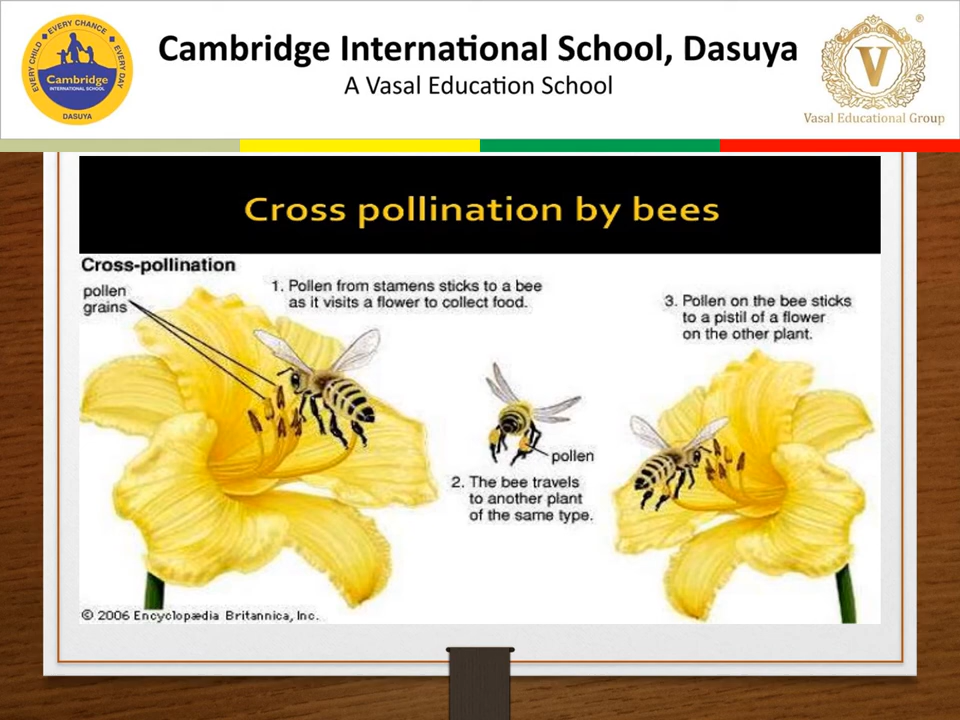 EVERY CHILD • EVERY CHANCE • EVERY DAY
Cambridge
INTERNATIONAL SCHOOL
DASUYA
Cambridge International School, Dasuya
A Vasal Education School
®
V
Vasal Educational Group
Cross pollination by bees
Cross-pollination
pollen
grains
1. Pollen from stamens sticks to a bee
as it visits a flower to collect food.
3. Pollen on the bee sticks
to a pistil of a flower
on the other plant.
pollen
2. The bee travels
to another plant
of the same type.
© 2006 Encyclopædia Britannica, Inc.